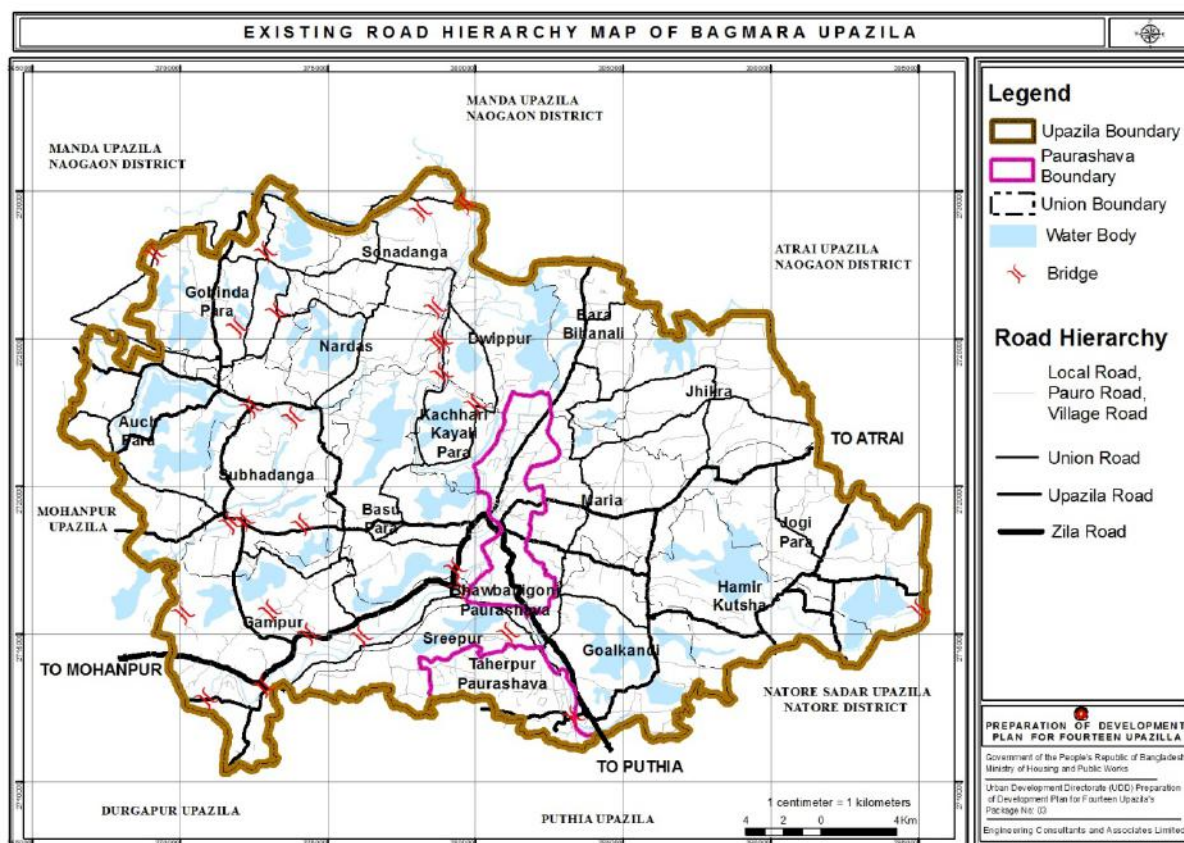 EXISTING ROAD HIERARCHY MAP OF BAGMARA UPAZILA
MANDA UPAZILA
NAOGAON DISTRICT
MANDA UPAZILA
NAOGAON DISTRICT
ATRAI UPAZILA
NAOGAON DISTRICT
Sonadanga
Gobinda
Para
Nardas
Dwippur
Bara
Bihanali
Jhikra
Auch
Para
Kachhari
Kayali
Para
TO ATRAI
Subhadanga
MOHANPUR
UPAZILA
Basu
Para
Maria
Jogi
Para
Hamir
Kutsha
Bhawbanigonj
Paurashava
Ganipur
Sreepur
Goalkandi
TO MOHANPUR
Taherpur
Paurashava
NATORE SADAR UPAZILA
NATORE DISTRICT
TO PUTHIA
DURGAPUR UPAZILA
PUTHIA UPAZILA
1 centimeter = 1 kilometers
4 2 0 4 Km
Legend
Upazila Boundary
Paurashava
Boundary
Union Boundary
Water Body
Bridge
Road Hierarchy
Local Road,
Pauro Road,
Village Road
Union Road
Upazila Road
Zila Road
PREPARATION OF DEVELOPMENT
PLAN FOR FOURTEEN UPAZILLA
Government of the People's Republic of Bangladesh
Ministry of Housing and Public Works
Urban Development Directorate (UDD) Preparation
of Development Plan for Fourteen Upazila's
Package No: 03
Engineering Consultants and Associates Limited